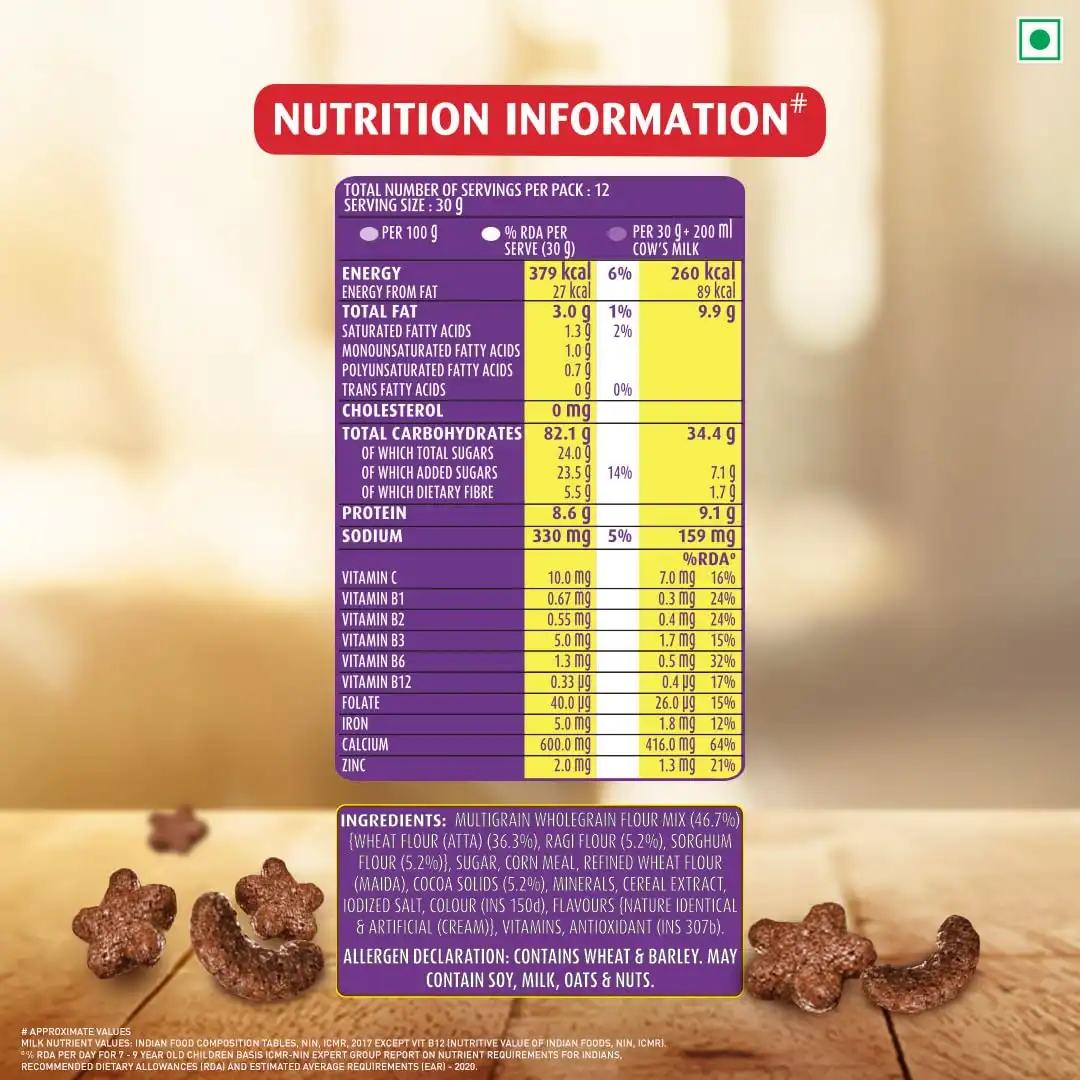 NUTRITION INFORMATION#
TOTAL NUMBER OF SERVINGS PER PACK : 12
SERVING SIZE : 30 g
PER 100 g % RDA PER SERVE (30 g) PER 30 g+ 200 ml COW'S MILK
ENERGY 379 kcal 6% 260 kcal
ENERGY FROM FAT 27 kcal 89 kcal
TOTAL FAT 3.0 g 1% 9.9 g
SATURATED FATTY ACIDS 1.3 g 2%
MONOUNSATURATED FATTY ACIDS 1.0 g
POLYUNSATURATED FATTY ACIDS 0.7 g
TRANS FATTY ACIDS 0 g 0%
CHOLESTEROL 0 mg
TOTAL CARBOHYDRATES 82.1 g 34.4 g
OF WHICH TOTAL SUGARS 24.0 g
OF WHICH ADDED SUGARS 23.5 g 14% 7.1 g
OF WHICH DIETARY FIBRE 5.5 g 1.7 g
PROTEIN 8.6 g 9.1 g
SODIUM 330 mg 5% 159 mg
%RDAº
VITAMIN C 10.0 mg 7.0 mg 16%
VITAMIN B1 0.67 mg 0.3 mg 24%
VITAMIN B2 0.55 mg 0.4 mg 24%
VITAMIN B3 5.0 mg 1.7 mg 15%
VITAMIN B6 1.3 mg 0.5 mg 32%
VITAMIN B12 0.33 µg 0.4 µg 17%
FOLATE 40.0 µg 26.0 µg 15%
IRON 5.0 mg 1.8 mg 12%
CALCIUM 600.0 mg 416.0 mg 64%
ZINC 2.0 mg 1.3 mg 21%
INGREDIENTS: MULTIGRAIN WHOLEGRAIN FLOUR MIX (46.7%)
{WHEAT FLOUR (ATTA) (36.3%), RAGI FLOUR (5.2%), SORGHUM
FLOUR (5.2%)}, SUGAR, CORN MEAL, REFINED WHEAT FLOUR
(MAIDA), COCOA SOLIDS (5.2%), MINERALS, CEREAL EXTRACT,
IODIZED SALT, COLOUR (INS 150d), FLAVOURS {NATURE IDENTICAL
& ARTIFICIAL (CREAM)}, VITAMINS, ANTIOXIDANT (INS 307b).
ALLERGEN DECLARATION: CONTAINS WHEAT & BARLEY. MAY
CONTAIN SOY, MILK, OATS & NUTS.
# APPROXIMATE VALUES
MILK NUTRIENT VALUES: INDIAN FOOD COMPOSITION TABLES, NIN, ICMR, 2017 EXCEPT VIT B12 (NUTRITIVE VALUE OF INDIAN FOODS, NIN, ICMR).
º% RDA PER DAY FOR 7 - 9 YEAR OLD CHILDREN BASIS ICMR-NIN EXPERT GROUP REPORT ON NUTRIENT REQUIREMENTS FOR INDIANS,
RECOMMENDED DIETARY ALLOWANCES (RDA) AND ESTIMATED AVERAGE REQUIREMENTS (EAR) - 2020.